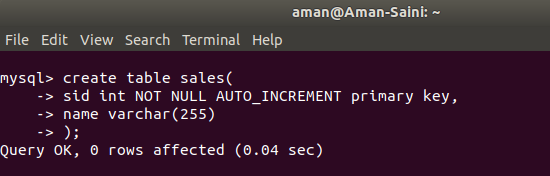 aman@Aman-Saini: ~
File Edit View Search Terminal Help
mysql> create table sales(
    -> sid int NOT NULL AUTO_INCREMENT primary key,
    -> name varchar(255)
    -> );
Query OK, 0 rows affected (0.04 sec)